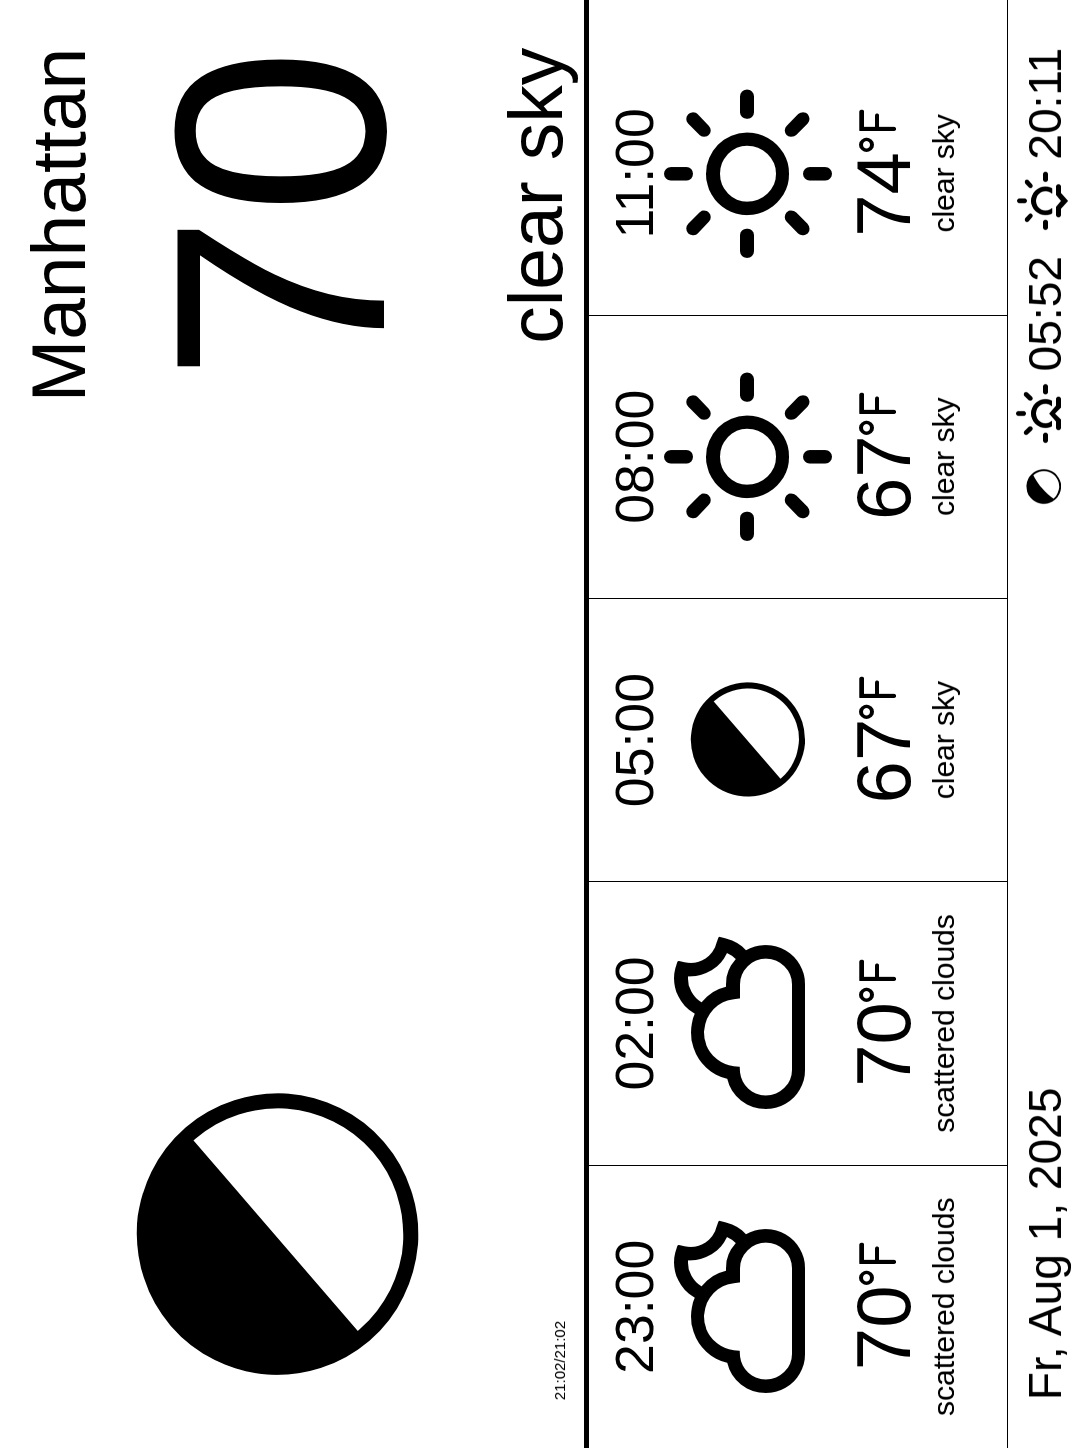 Manhattan
70
clear sky
21:02/21:02
23:00
70°F
scattered clouds
02:00
70°F
scattered clouds
05:00
67°F
clear sky
08:00
67°F
clear sky
11:00
74°F
clear sky
Fr, Aug 1, 2025
05:52
20:11